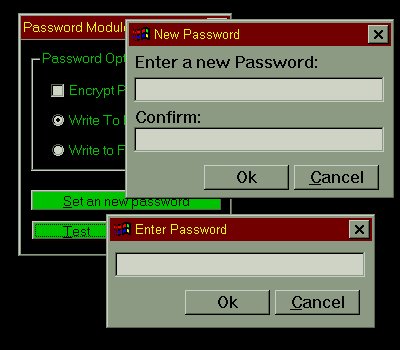 Password Modul
Password Opt
Encrypt P
Write To
Write to F
Set an new password
Test
New Password
Enter a new Password:
Confirm:
Ok
Cancel
Enter Password
Ok
Cancel